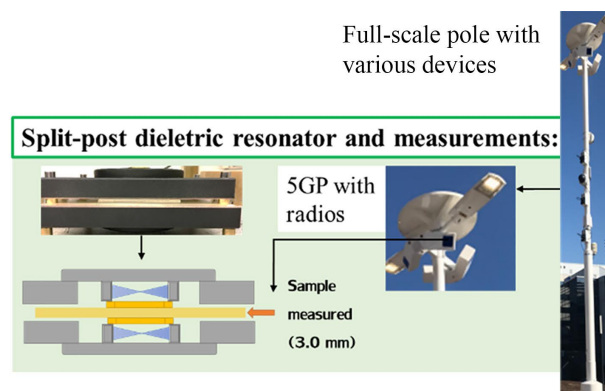 Full-scale pole with
various devices
Split-post dieletric resonator and measurements:
5GP with
radios
Sample
measured
(3.0 mm)